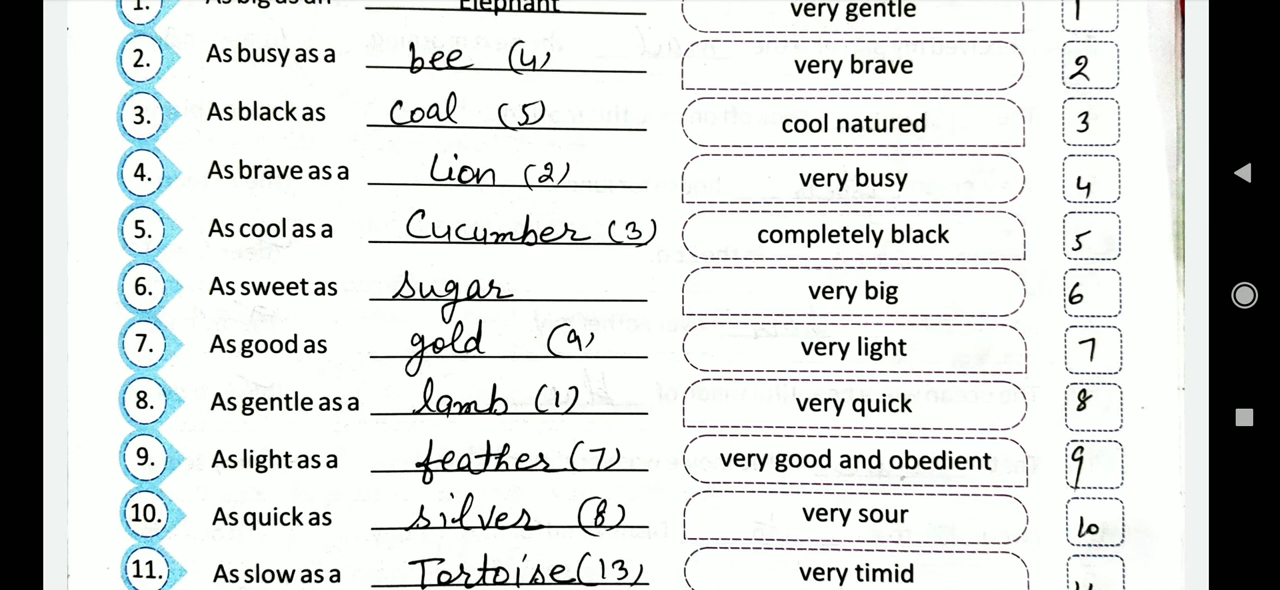 1. As big as an Elephant very gentle 1
2. As busy as a bee (4) very brave 2
3. As black as coal (5) cool natured 3
4. As brave as a Lion (2) very busy 4
5. As cool as a Cucumber (3) completely black 5
6. As sweet as sugar very big 6
7. As good as gold (9) very light 7
8. As gentle as a lamb (1) very quick 8
9. As light as a feather (7) very good and obedient 9
10. As quick as silver (8) very sour 10
11. As slow as a Tortoise (13) very timid